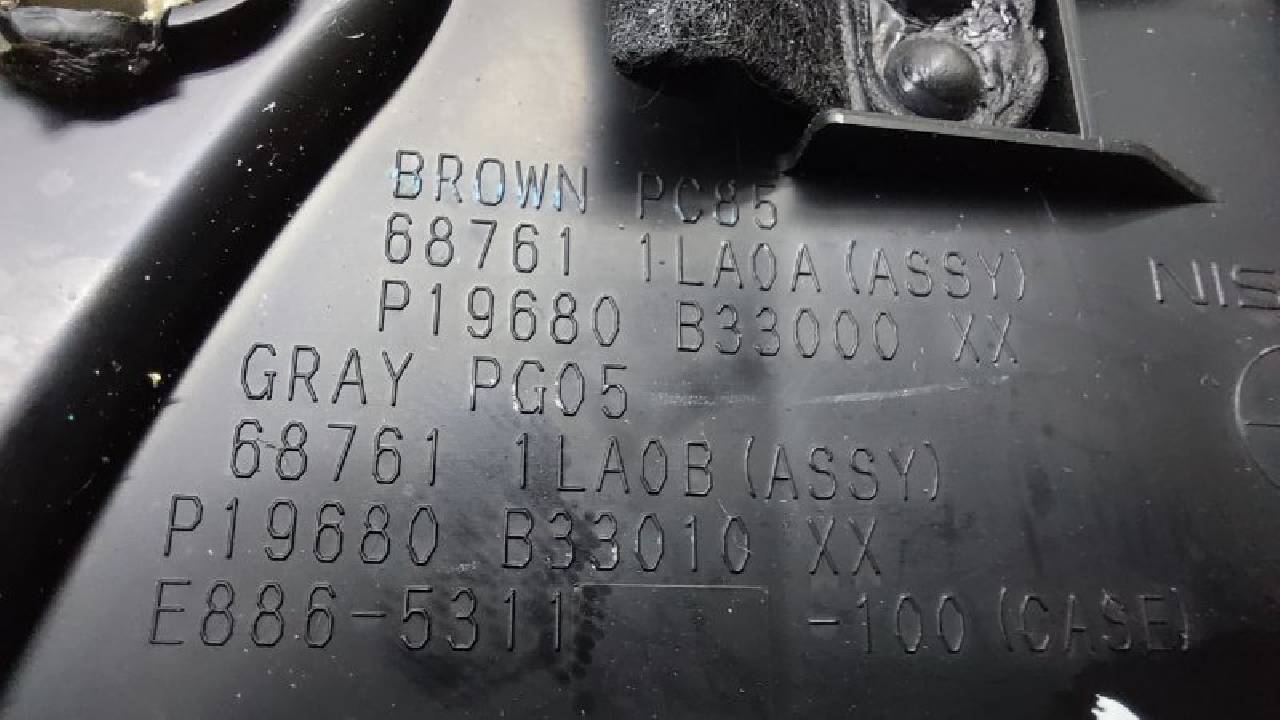 BROWN PC85
68761 1LA0A (ASSY)
P19680 B33000 XX
NIS
GRAY PG05
68761 1LA0B (ASSY)
P19680 B33010 XX
E886-5311 -100 (CASE)